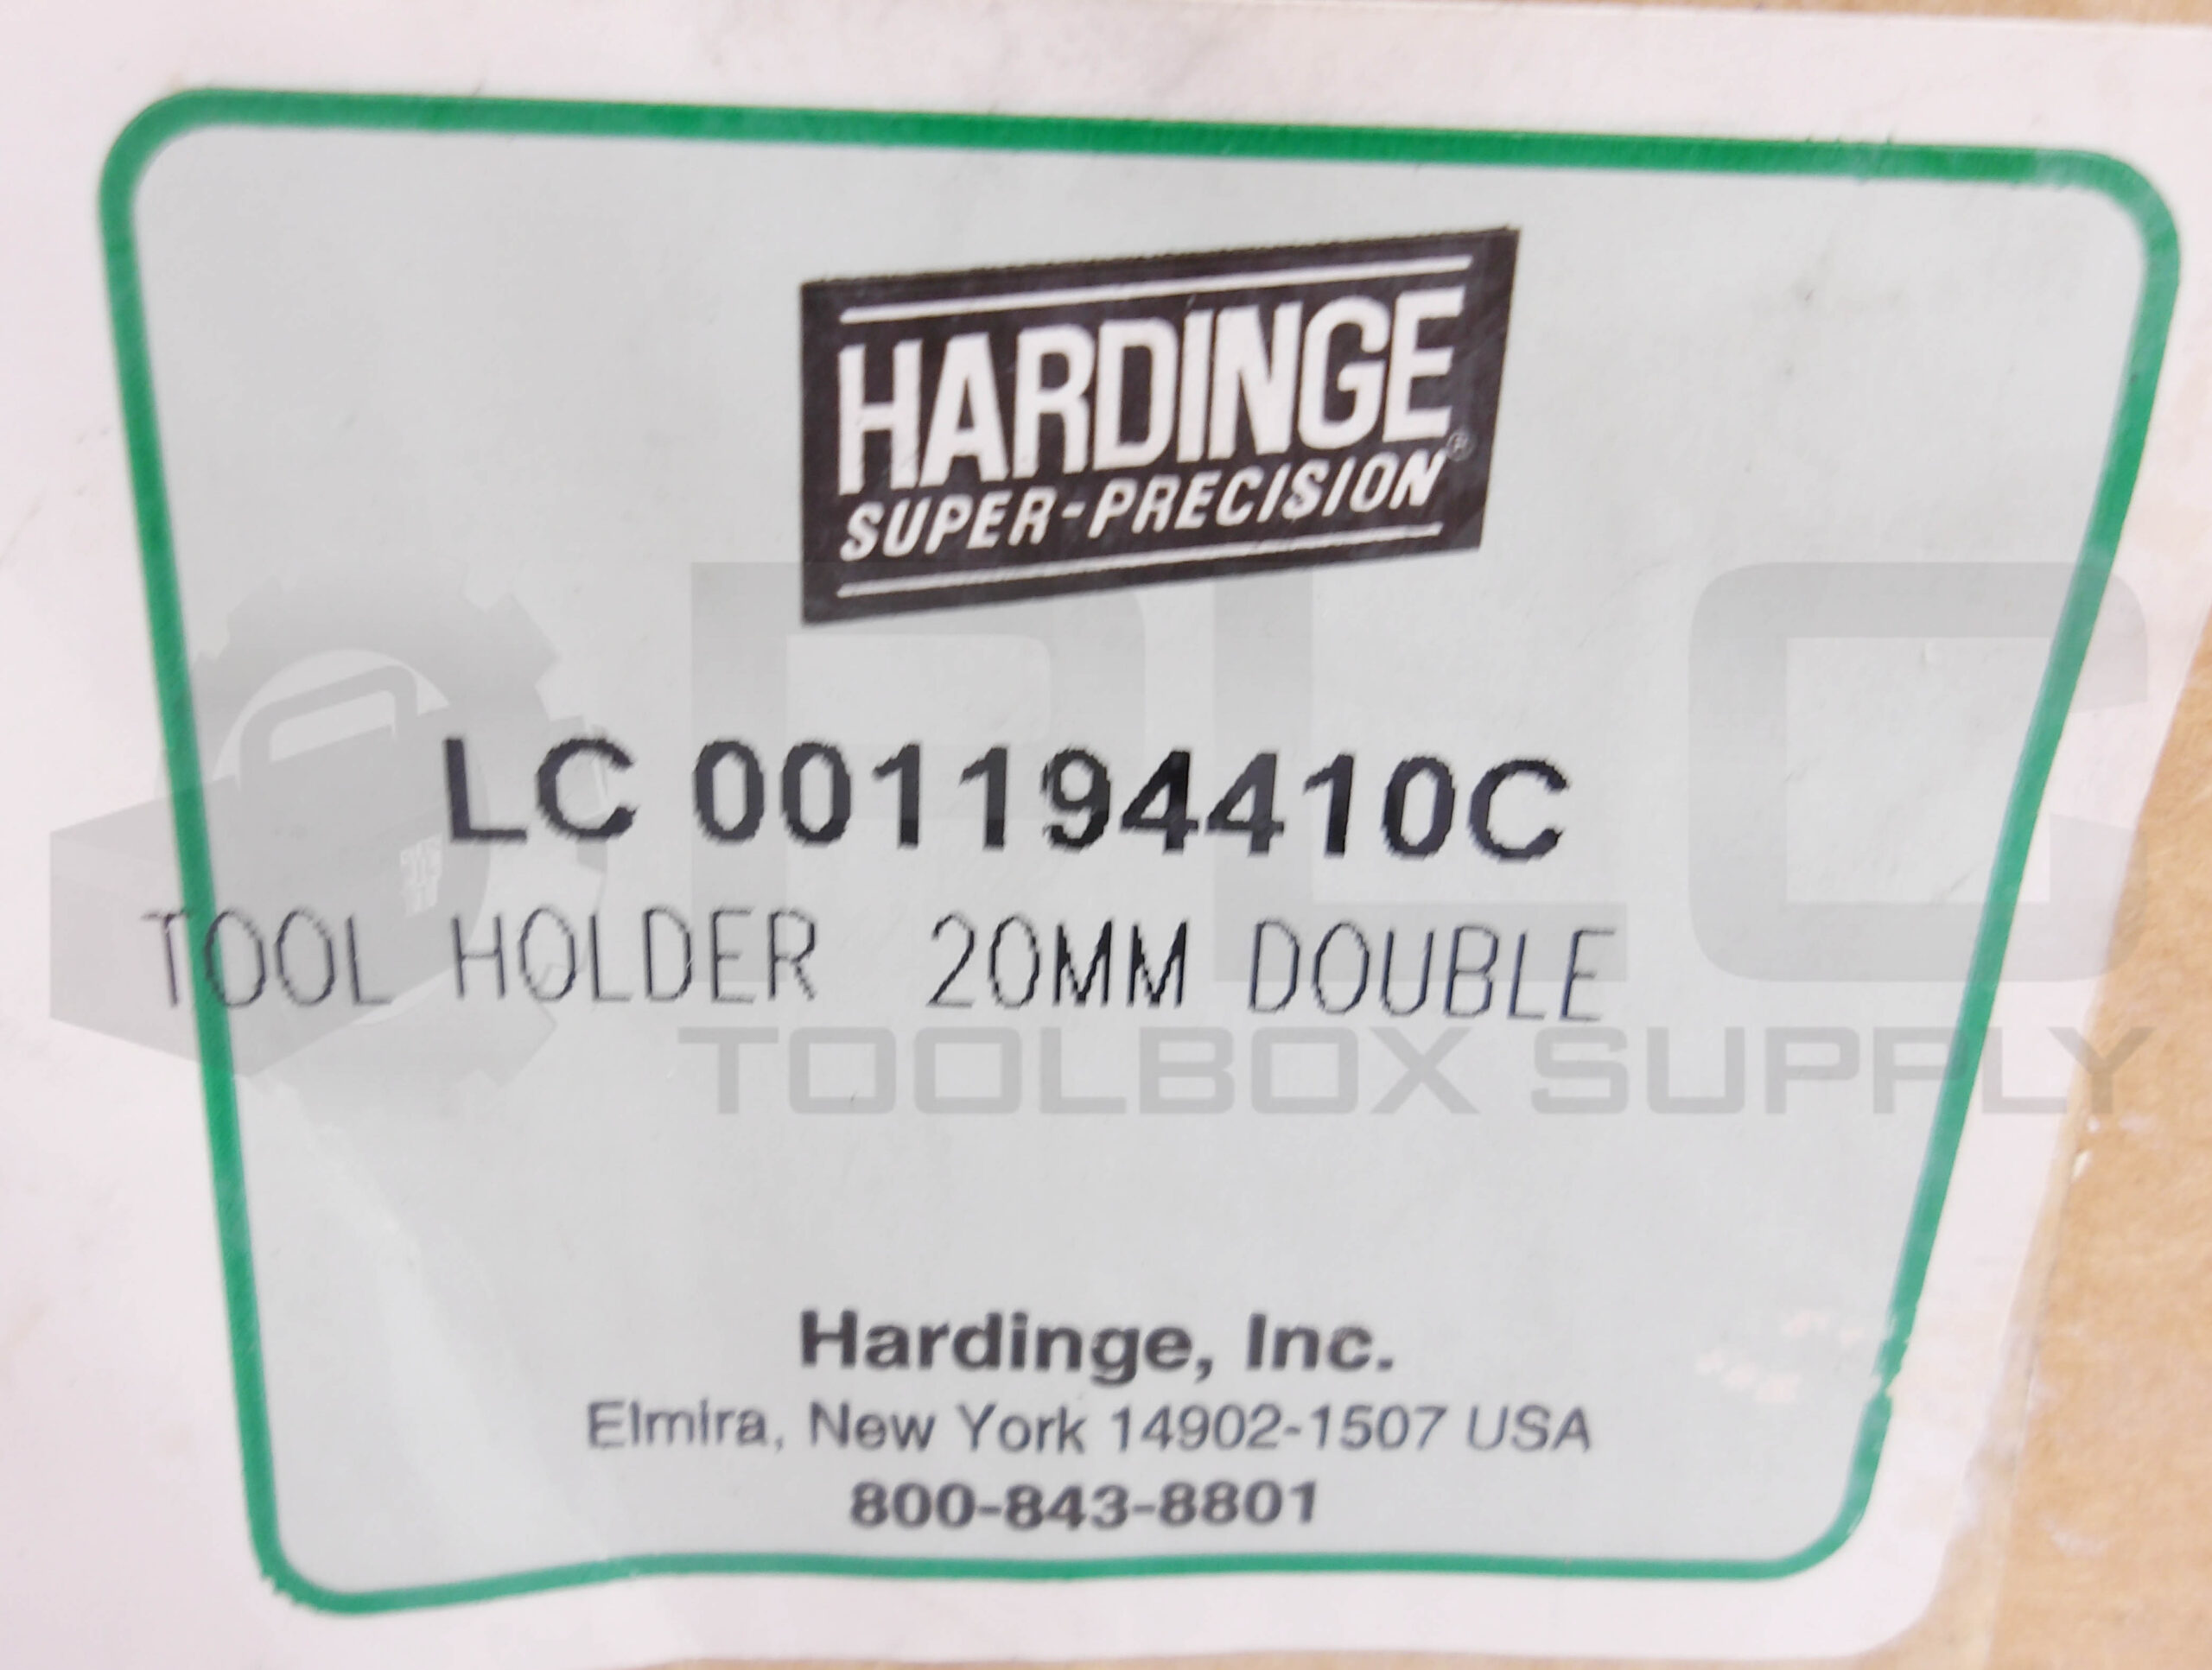 HARDINGE
SUPER-PRECISION®
LC 001194410C
TOOL HOLDER 20MM DOUBLE
PLC
TOOLBOX SUPPLY
Hardinge, Inc.
Elmira, New York 14902-1507 USA
800-843-8801